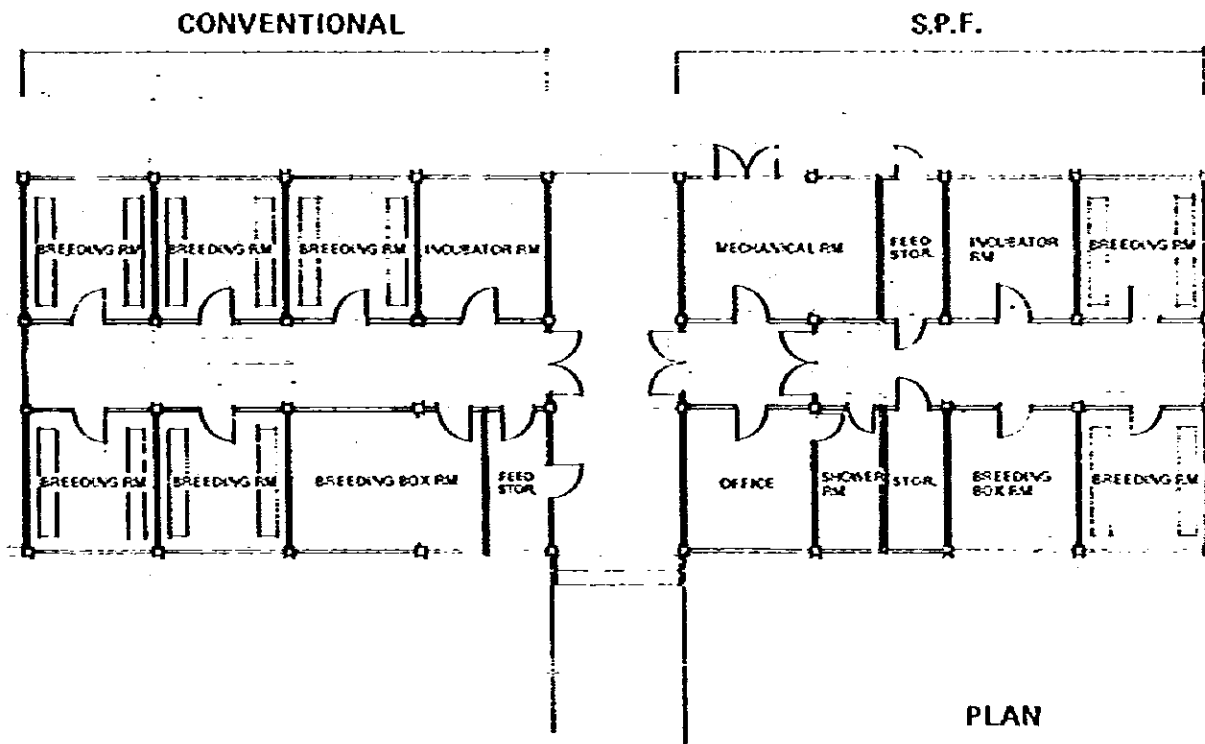 CONVENTIONAL
S.P.F.
BREEDING RM
BREEDING RM
BREEDING RM
INCUBATOR RM
MECHANICAL RM
FEED
STOR.
INCUBATOR
RM
BREEDING RM
BREEDING RM
BREEDING RM
BREEDING BOX RM
FEED
STOR.
OFFICE
SHOWER
RM
STOR.
BREEDING
BOX RM
BREEDING RM
PLAN